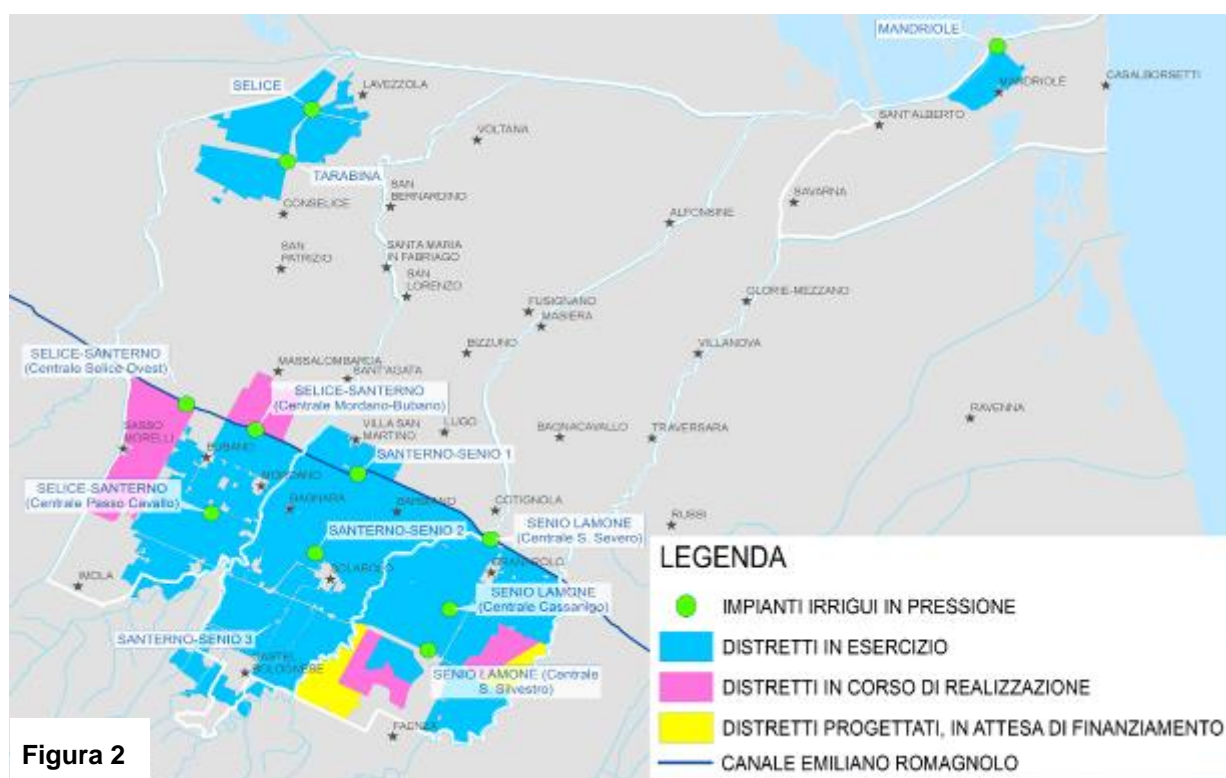 MANDRIOLE
MANDRIOLE
CASALBORSETTI
SELICE
LAVEZZOLA
SANT'ALBERTO
VOLTANA
TARABINA
SAN
BERNARDINO
SAVARNA
CONSELICE
ALFONSINE
SAN
PATRIZIO
SANTA MARIA
IN FABRIAGO
SAN
LORENZO
GLORIE-MEZZANO
FUSIGNANO
MASIERA
SELICE-SANTERNO
(Centrale Selice Ovest)
BIZZUNO
VILLANOVA
MASSALOMBARDA
SANT'AGATA
SELICE-SANTERNO
(Centrale Mordano-Bubano)
RAVENNA
SASSO
MORELLI
VILLA SAN
MARTINO
LUGO
BAGNACAVALLO
TRAVERSARA
BUBANO
SANTERNO-SENIO 1
MORDANO
SELICE-SANTERNO
(Centrale Passo Cavallo)
BAGNARA
BARBIANO
COTIGNOLA
RUSSI
SANTERNO-SENIO 2
SENIO LAMONE
(Centrale S. Severo)
SOLAROLO
GRANAROLO
IMOLA
SENIO LAMONE
(Centrale Cassanigo)
SANTERNO-SENIO 3
CASTEL
BOLOGNESE
SENIO LAMONE (Centrale
S. Silvestro)
FAENZA
LEGENDA
IMPIANTI IRRIGUI IN PRESSIONE
DISTRETTI IN ESERCIZIO
DISTRETTI IN CORSO DI REALIZZAZIONE
DISTRETTI PROGETTATI, IN ATTESA DI FINANZIAMENTO
CANALE EMILIANO ROMAGNOLO
Figura 2